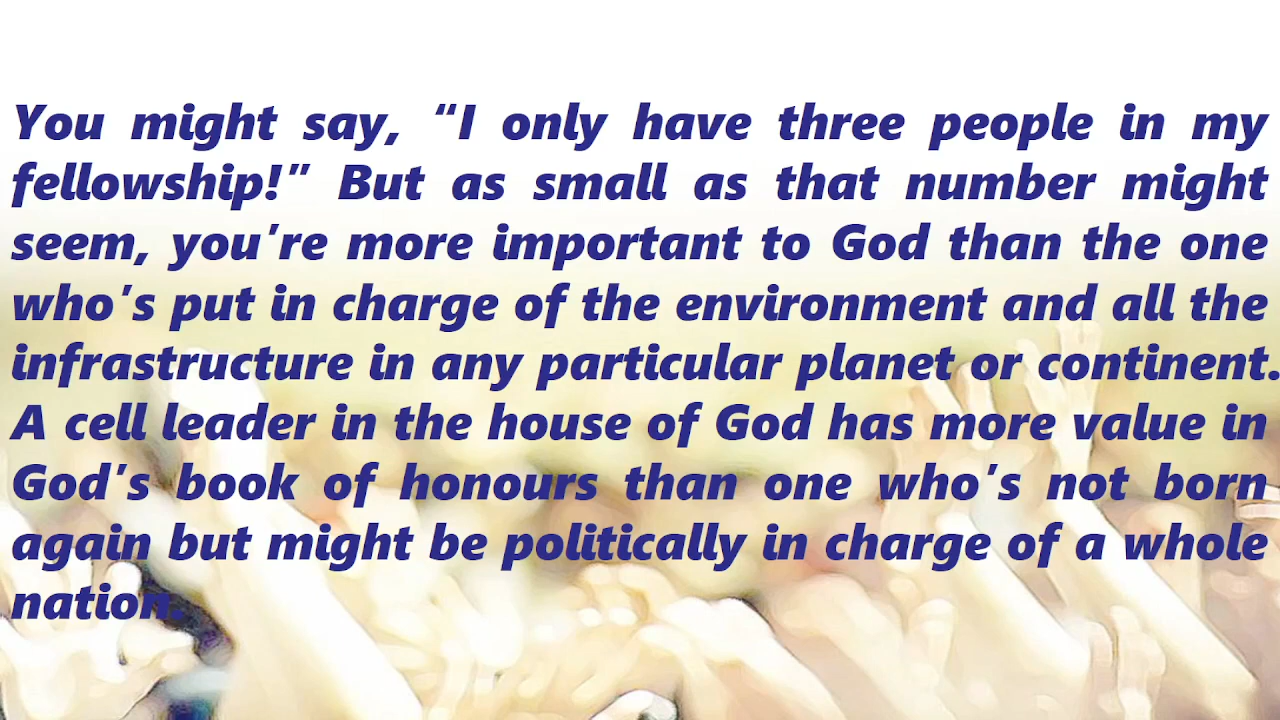 You might say, “I only have three people in my
fellowship!” But as small as that number might
seem, you're more important to God than the one
who's put in charge of the environment and all the
infrastructure in any particular planet or continent.
A cell leader in the house of God has more value in
God's book of honours than one who's not born
again but might be politically in charge of a whole
nation.